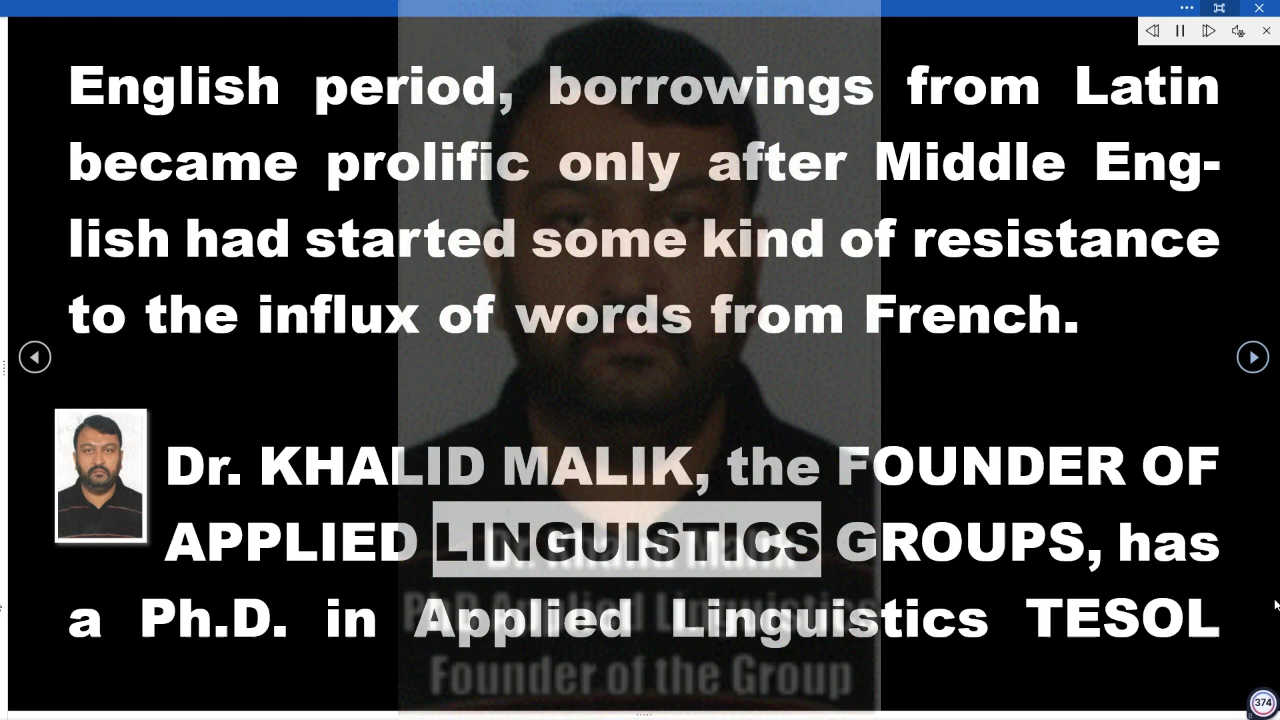 English period, borrowings from Latin
became prolific only after Middle Eng-
lish had started some kind of resistance
to the influx of words from French.
Dr. KHALID MALIK, the FOUNDER OF
APPLIED LINGUISTICS GROUPS, has
a Ph.D. in Applied Linguistics TESOL
Founder of the Group
374